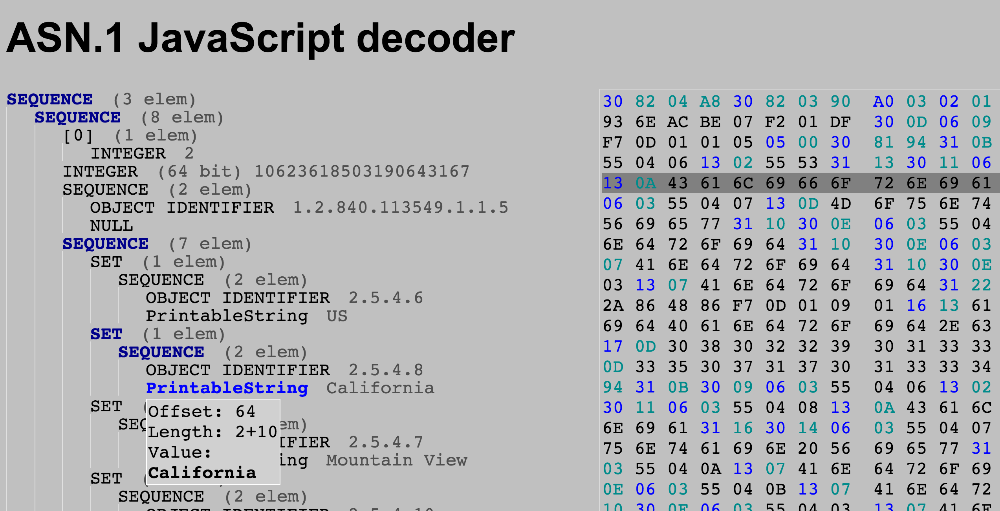 ASN.1 JavaScript decoder
SEQUENCE (3 elem)
SEQUENCE (8 elem)
[0] (1 elem)
INTEGER 2
INTEGER (64 bit) 10623618503190643167
SEQUENCE (2 elem)
OBJECT IDENTIFIER 1.2.840.113549.1.1.5
NULL
SEQUENCE (7 elem)
SET (1 elem)
SEQUENCE (2 elem)
OBJECT IDENTIFIER 2.5.4.6
PrintableString US
SET (1 elem)
SEQUENCE (2 elem)
OBJECT IDENTIFIER 2.5.4.8
PrintableString California
SET
Offset: 64
Length: 2+10
Value:
California
2.5.4.7
Mountain View
SET
SEQUENCE (2 elem)
30 82 04 A8 30 82 03 90 A0 03 02 01
93 6E AC BE 07 F2 01 DF 30 0D 06 09
F7 0D 01 01 05 05 00 30 81 94 31 0B
55 04 06 13 02 55 53 31 13 30 11 06
13 0A 43 61 6C 69 66 6F 72 6E 69 61
06 03 55 04 07 13 0D 4D 6F 75 6E 74
56 69 65 77 31 10 30 0E 06 03 55 04
6E 64 72 6F 69 64 31 10 30 0E 06 03
07 41 6E 64 72 6F 69 64 31 10 30 0E
03 13 07 41 6E 64 72 6F 69 64 31 22
2A 86 48 86 F7 0D 01 09 01 16 13 61
69 64 40 61 6E 64 72 6F 69 64 2E 63
17 0D 30 38 30 32 32 39 30 31 33 33
0D 33 35 30 37 31 37 30 31 33 33 34
94 31 0B 30 09 06 03 55 04 06 13 02
30 11 06 03 55 04 08 13 0A 43 61 6C
6E 69 61 31 16 30 14 06 03 55 04 07
75 6E 74 61 69 6E 20 56 69 65 77 31
03 55 04 0A 13 07 41 6E 64 72 6F 69
0E 06 03 55 04 0B 13 07 41 6E 64 72
10 30 0E 06 03 55 04 03 13 07 41 6E